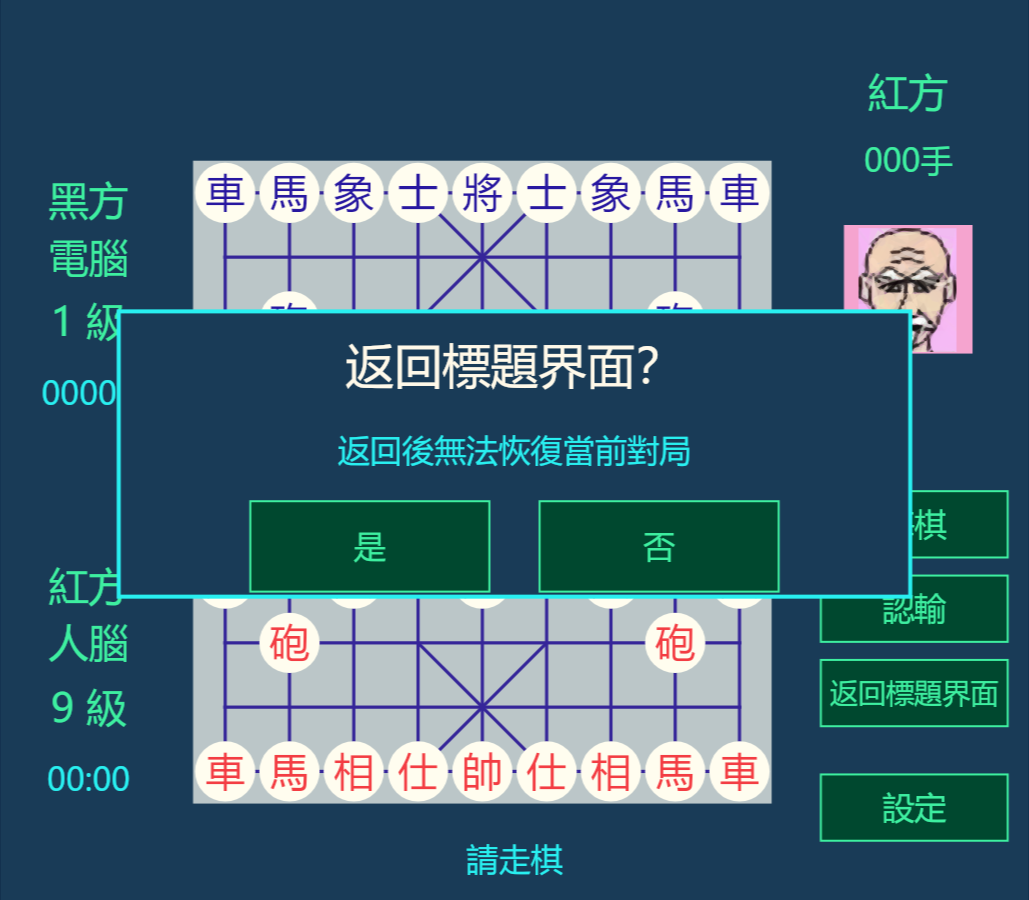 紅方
000手
黑方
電腦
1 級
0000
車馬象士將士象馬車
返回標題界面?
返回後無法恢復當前對局
是
否
棋
認輸
返回標題界面
設定
紅方
人腦
9 級
00:00
砲 砲
車馬相仕帥仕相馬車
請走棋